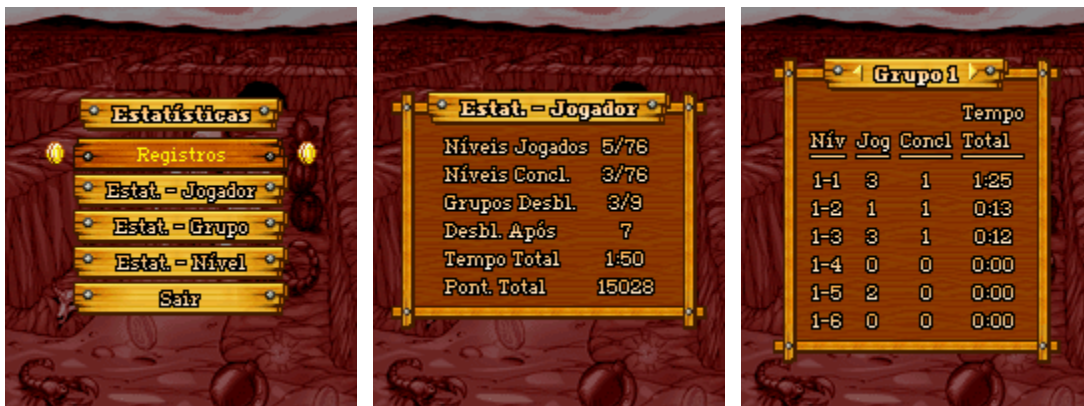 Estatísticas
Registros
Estat. - Jogador
Estat. - Grupo
Estat. - Nível
Sair
Estat. - Jogador
Níveis Jogados 5/76
Níveis Concl. 3/76
Grupos Desbl. 3/9
Desbl. Após 7
Tempo Total 1:50
Pont. Total 15028
Grupo 1
Tempo
Nív Jog Concl Total
1-1 3 1 1:25
1-2 1 1 0:13
1-3 3 1 0:12
1-4 0 0 0:00
1-5 2 0 0:00
1-6 0 0 0:00